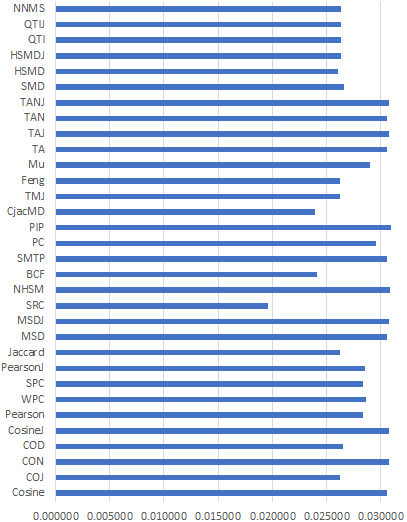 NNMS
QTIJ
QTI
HSMDJ
HSMD
SMD
TANJ
TAN
TAJ
TA
Mu
Feng
TMJ
CjacMD
PIP
PC
SMTP
BCF
NHSM
SRC
MSDJ
MSD
Jaccard
PearsonJ
SPC
WPC
Pearson
CosineJ
COD
CON
COJ
Cosine
0.000000 0.005000 0.010000 0.015000 0.020000 0.025000 0.030000